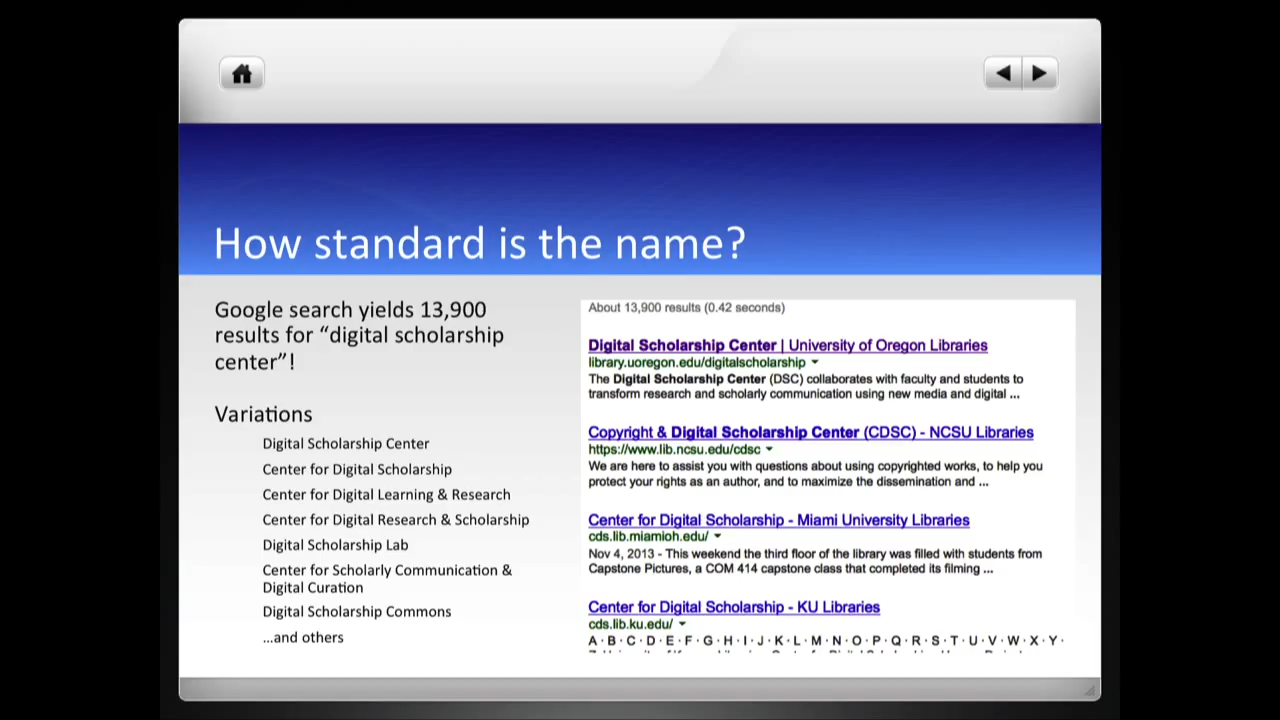 How standard is the name?
Google search yields 13,900
results for “digital scholarship
center”!
Variations
Digital Scholarship Center
Center for Digital Scholarship
Center for Digital Learning & Research
Center for Digital Research & Scholarship
Digital Scholarship Lab
Center for Scholarly Communication &
Digital Curation
Digital Scholarship Commons
...and others
About 13,900 results (0.42 seconds)
Digital Scholarship Center | University of Oregon Libraries
library.uoregon.edu/digitalscholarship
The Digital Scholarship Center (DSC) collaborates with faculty and students to
transform research and scholarly communication using new media and digital ...
Copyright & Digital Scholarship Center (CDSC) - NCSU Libraries
https://www.lib.ncsu.edu/cdsc
We are here to assist you with questions about using copyrighted works, to help you
protect your rights as an author, and to maximize the dissemination and ...
Center for Digital Scholarship - Miami University Libraries
cds.lib.miamioh.edu/
Nov 4, 2013 - This weekend the third floor of the library was filled with students from
Capstone Pictures, a COM 414 capstone class that completed its filming ...
Center for Digital Scholarship - KU Libraries
cds.lib.ku.edu/
A · B · C · D · E · F · G · H · I · J · K · L · M · N · O · P · Q · R · S · T · U · V · W · X · Y ·